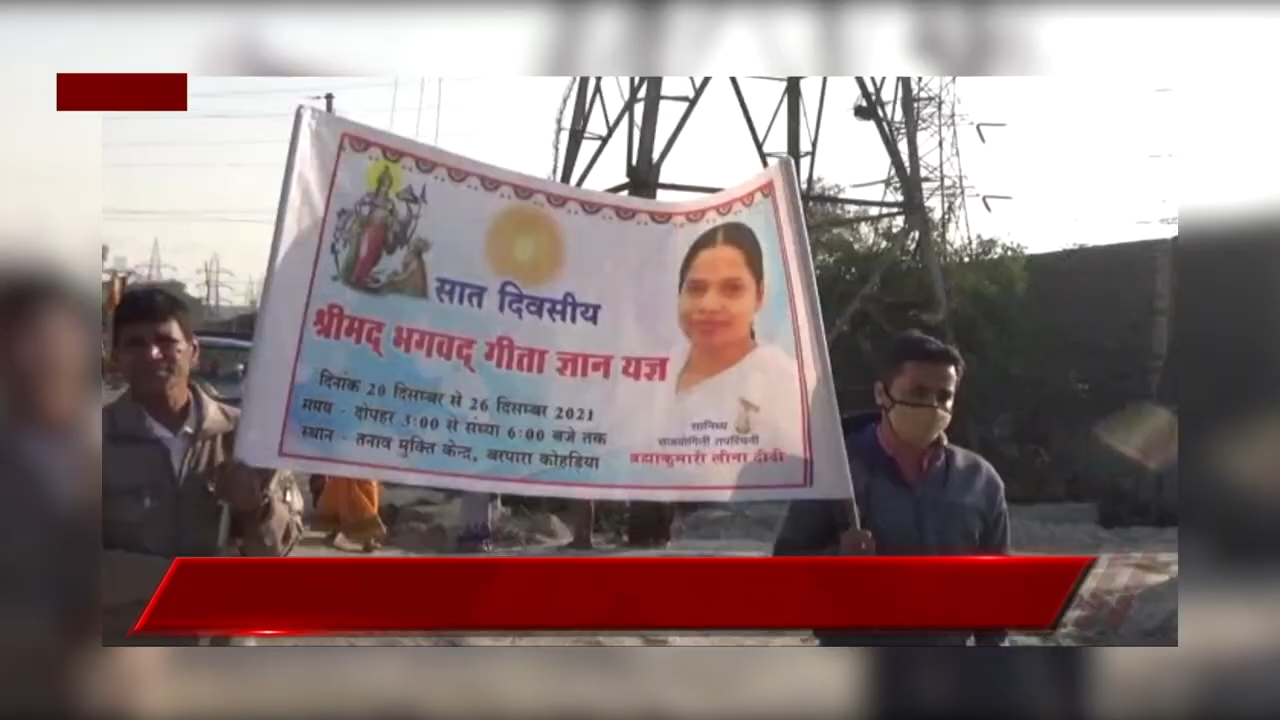 सात दिवसीय
श्रीमद् भगवद् गीता ज्ञान यज्ञ
दिनांक 20 दिसम्बर से 26 दिसम्बर 2021
समय - दोपहर 3:00 से संध्या 6:00 बजे तक
स्थान - तनाव मुक्ति केन्द्र, बरपारा कोहड़िया
सानिध्य
राजयोगिनी तपस्विनी
ब्रह्माकुमारी लीना दीदी